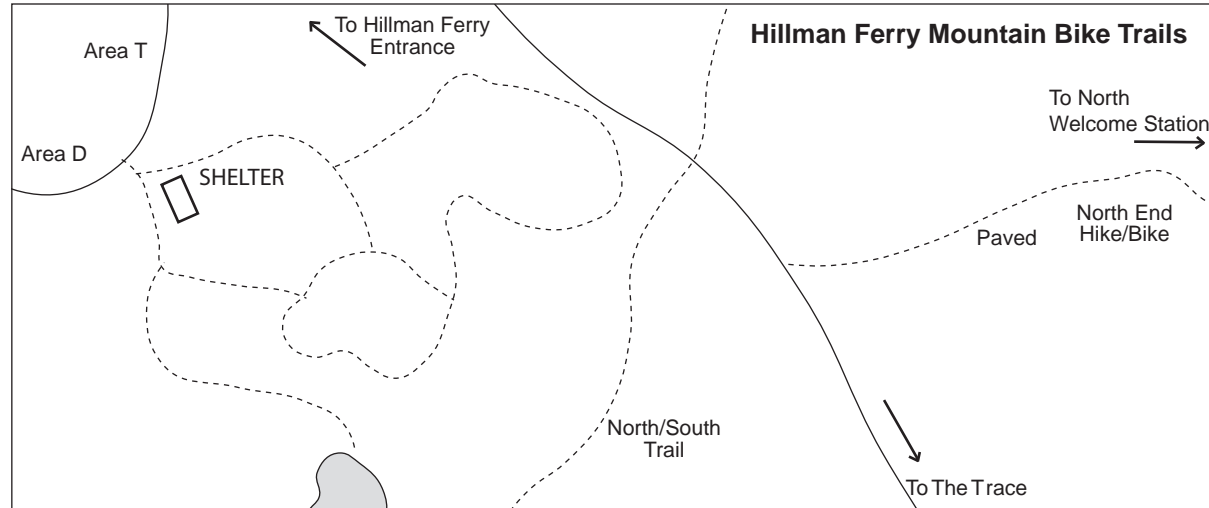 Hillman Ferry Mountain Bike Trails
To Hillman Ferry
Entrance
Area T
Area D
SHELTER
To North
Welcome Station
Paved
North End
Hike/Bike
North/South
Trail
To The Trace